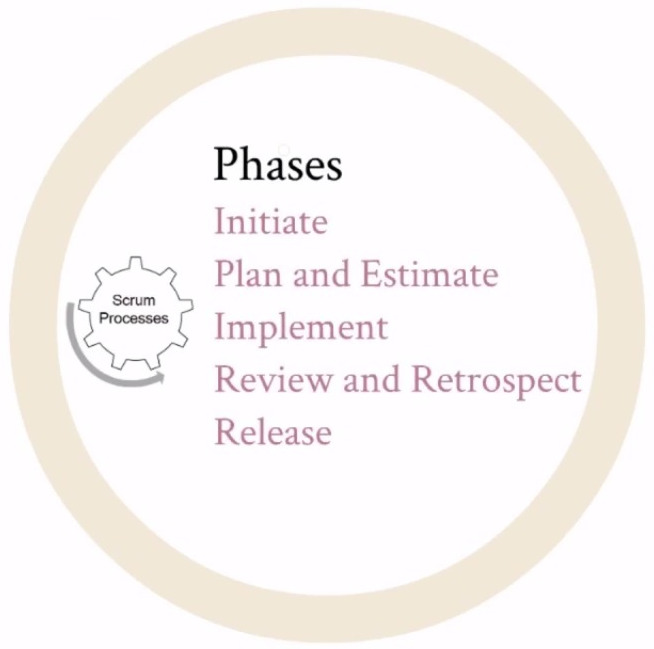 Phases
Initiate
Plan and Estimate
Implement
Review and Retrospect
Release
Scrum
Processes